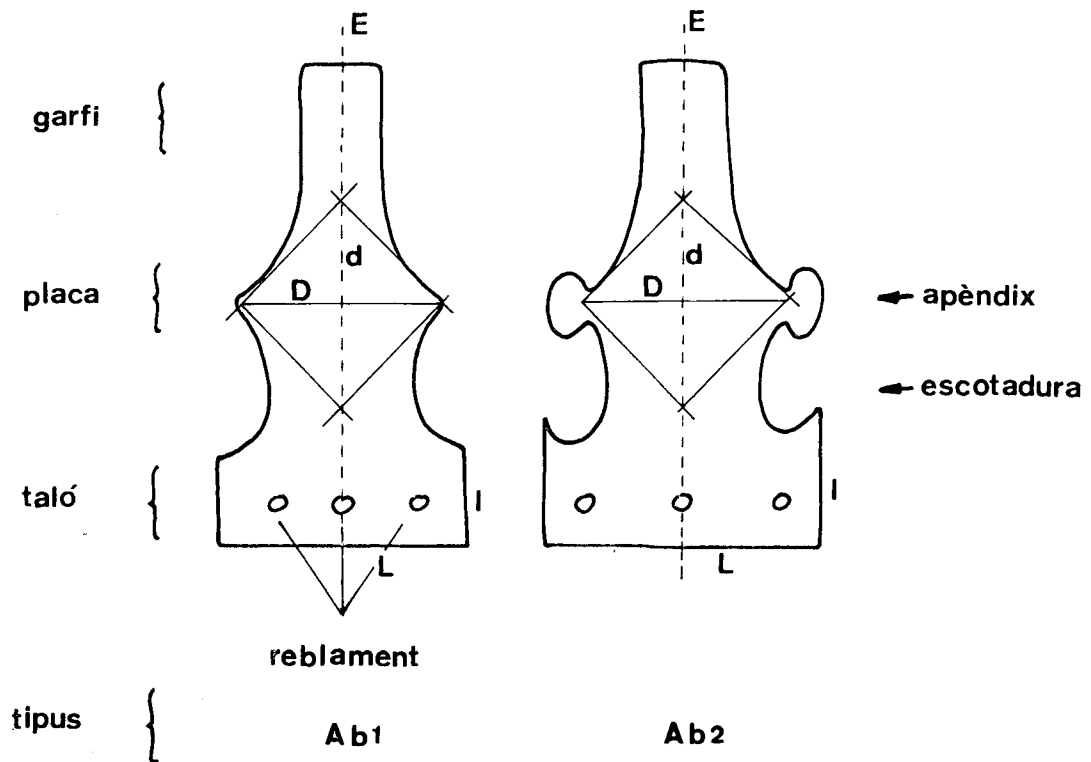 E E
garfi
d d
placa D D apèndix
escotadura
taló l l
L L
reblament
tipus Ab1 Ab2